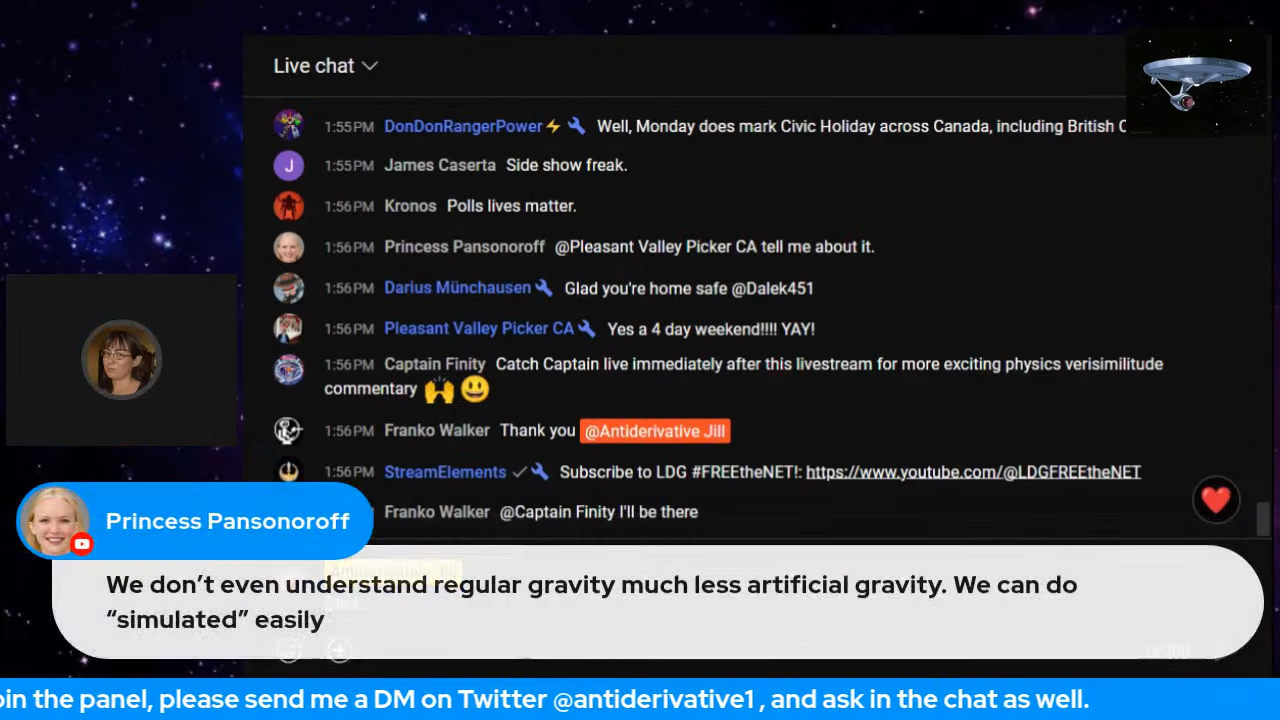 Live chat
1:55PM DonDonRangerPower Well, Monday does mark Civic Holiday across Canada, including British C
J 1:55PM James Caserta Side show freak.
1:56PM Kronos Polls lives matter.
1:56PM Princess Pansonoroff @Pleasant Valley Picker CA tell me about it.
1:56PM Darius Münchausen Glad you're home safe @Dalek451
1:56PM Pleasant Valley Picker CA Yes a 4 day weekend!!!! YAY!
1:56PM Captain Finity Catch Captain live immediately after this livestream for more exciting physics verisimilitude
commentary 🙌 😃
1:56PM Franko Walker Thank you @Antiderivative Jill
1:56PM StreamElements Subscribe to LDG #FREEtheNET!: https://www.youtube.com/@LDGFREEtheNET
Franko Walker @Captain Finity I'll be there
Princess Pansonoroff
We don’t even understand regular gravity much less artificial gravity. We can do
“simulated” easily
oin the panel, please send me a DM on Twitter @antiderivative1 , and ask in the chat as well.